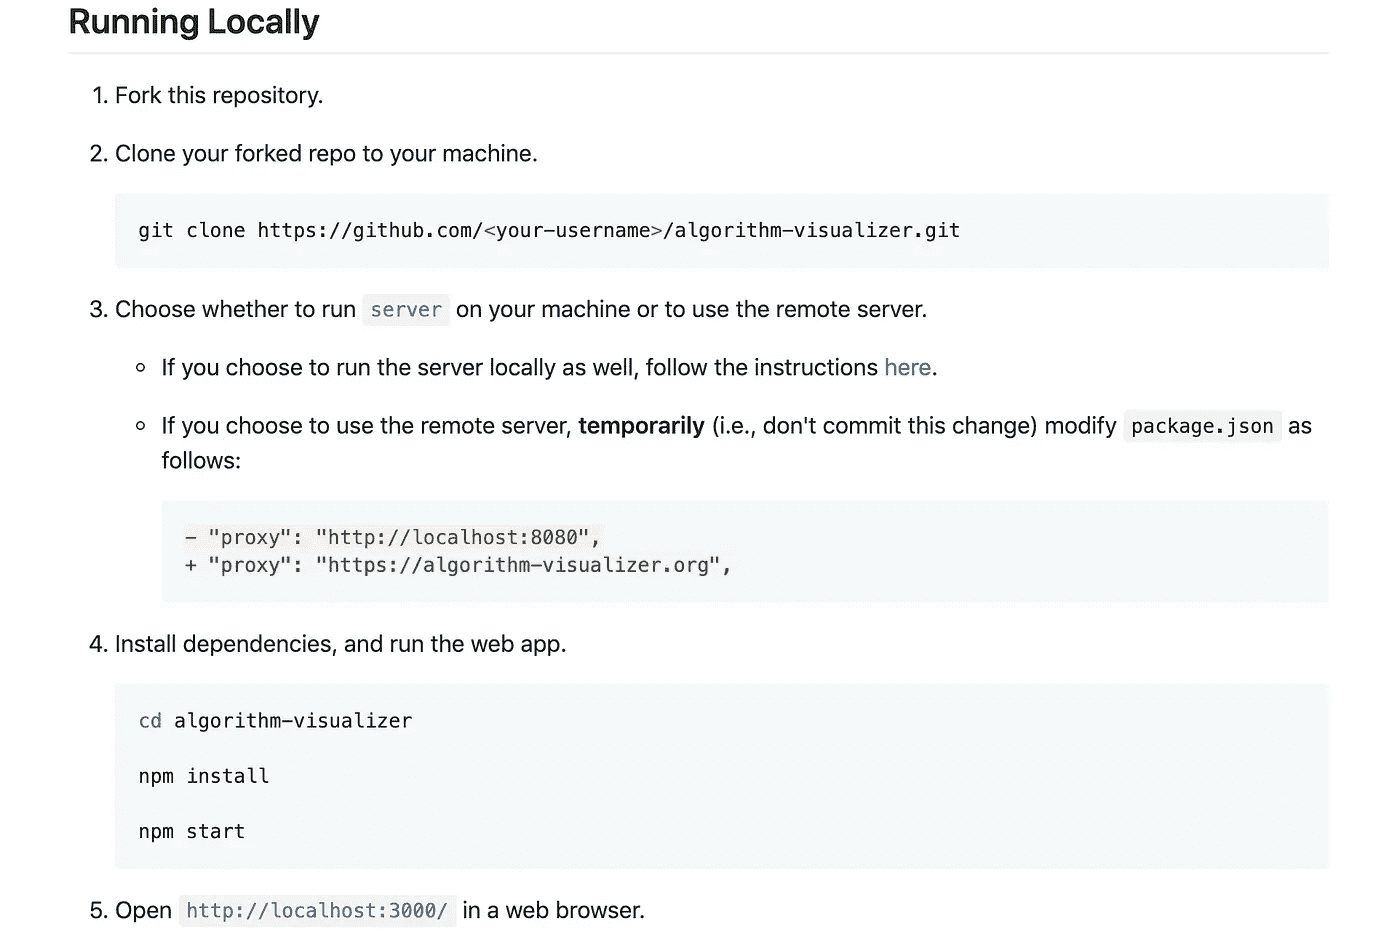 Running Locally
1. Fork this repository.
2. Clone your forked repo to your machine.
git clone https://github.com/<your-username>/algorithm-visualizer.git
3. Choose whether to run server on your machine or to use the remote server.
If you choose to run the server locally as well, follow the instructions here.
If you choose to use the remote server, temporarily (i.e., don't commit this change) modify package.json as
follows:
- "proxy": "http://localhost:8080",
+ "proxy": "https://algorithm-visualizer.org",
4. Install dependencies, and run the web app.
cd algorithm-visualizer
npm install
npm start
5. Open http://localhost:3000/ in a web browser.